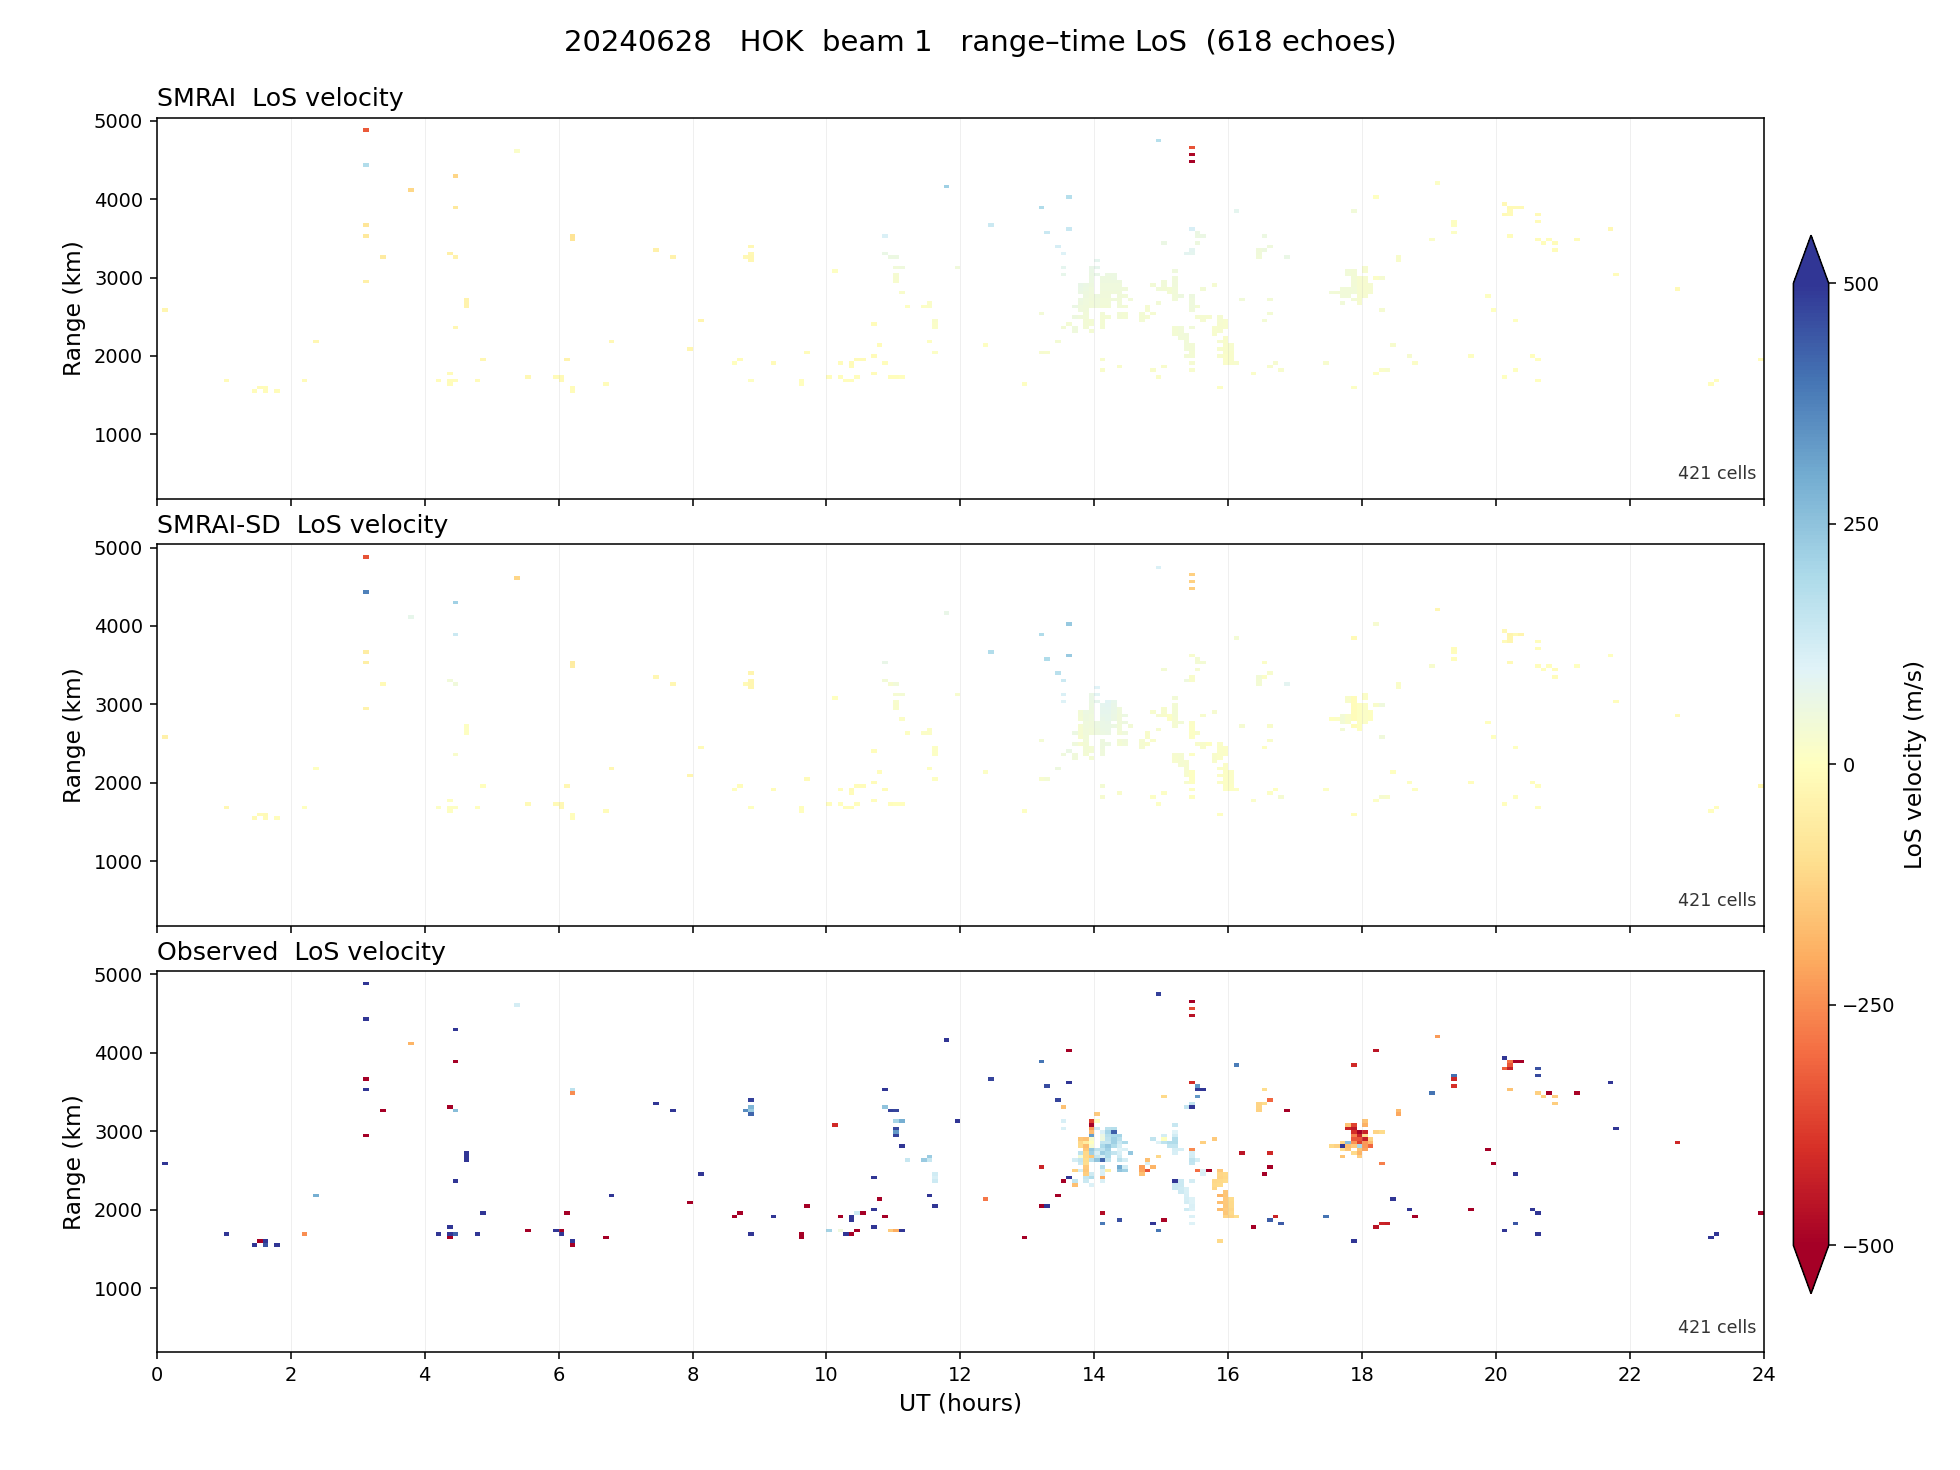 20240628 HOK beam 1 range–time LoS (618 echoes)
SMRAI LoS velocity
5000
4000
3000
2000
1000
Range (km)
421 cells
SMRAI-SD LoS velocity
5000
4000
3000
2000
1000
Range (km)
421 cells
Observed LoS velocity
5000
4000
3000
2000
1000
Range (km)
421 cells
0 2 4 6 8 10 12 14 16 18 20 22 24
UT (hours)
500
250
0
−250
−500
LoS velocity (m/s)